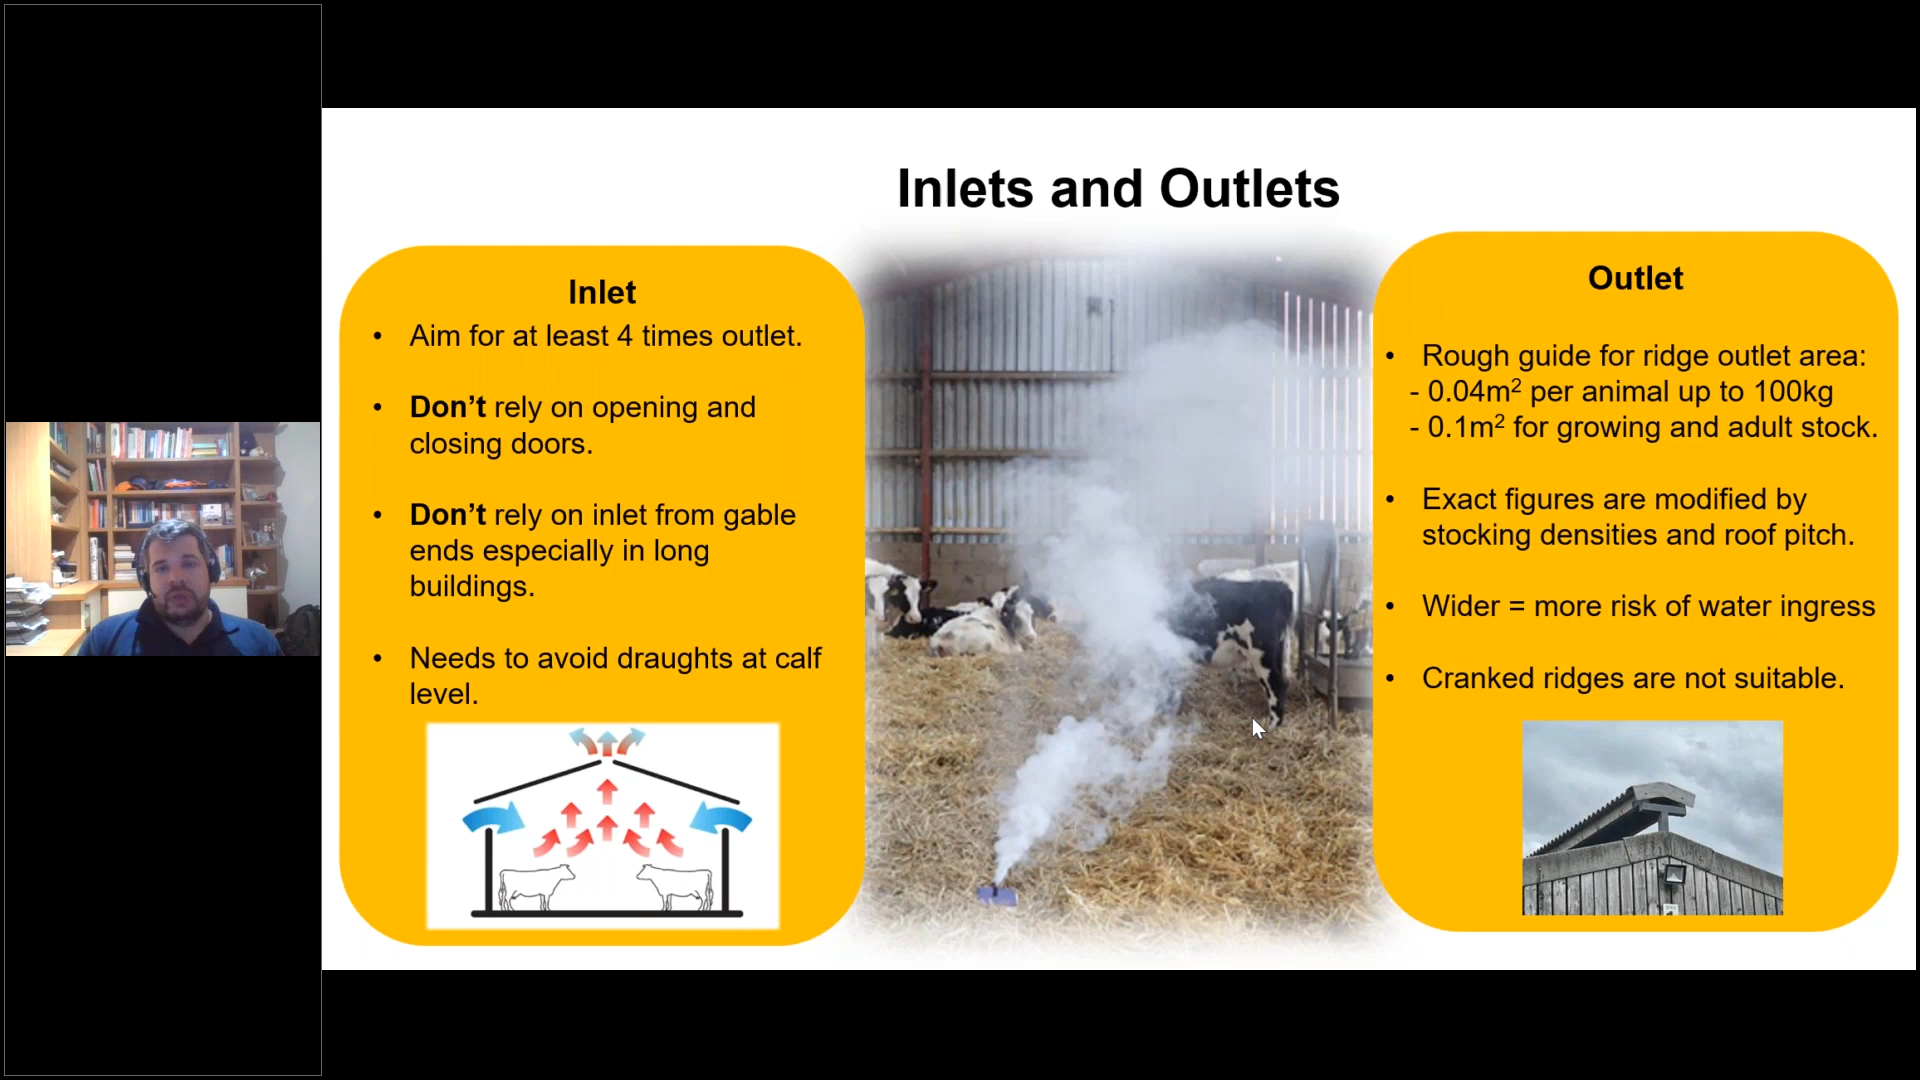 Inlets and Outlets
Inlet
• Aim for at least 4 times outlet.
• Don’t rely on opening and
closing doors.
• Don’t rely on inlet from gable
ends especially in long
buildings.
• Needs to avoid draughts at calf
level.
Outlet
• Rough guide for ridge outlet area:
- 0.04m² per animal up to 100kg
- 0.1m² for growing and adult stock.
• Exact figures are modified by
stocking densities and roof pitch.
• Wider = more risk of water ingress
• Cranked ridges are not suitable.